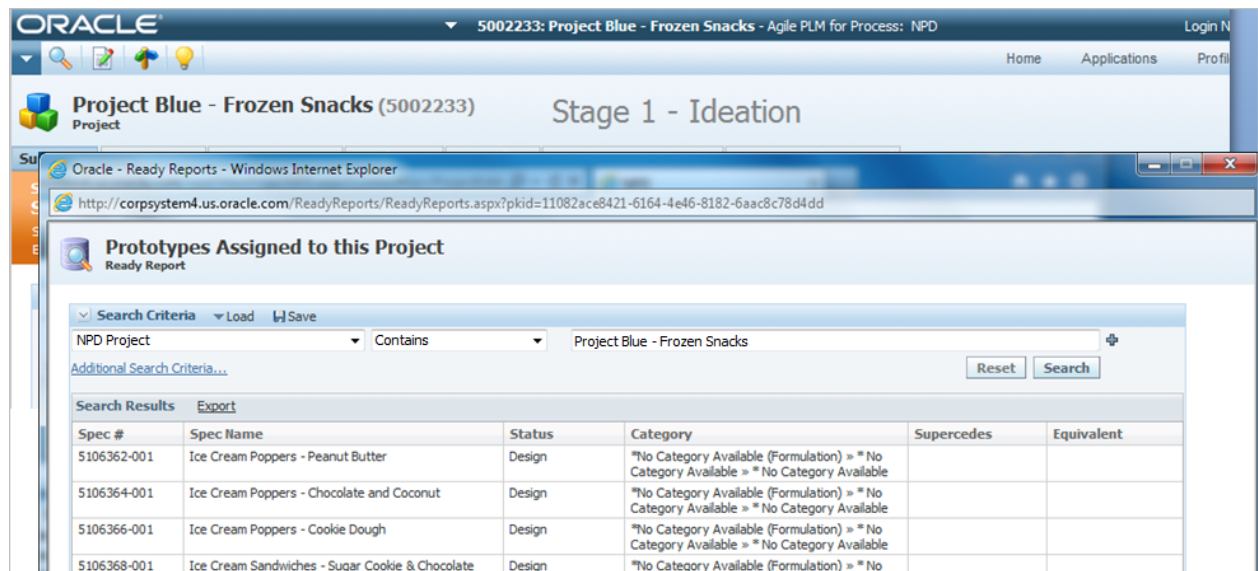 ORACLE
5002233: Project Blue - Frozen Snacks - Agile PLM for Process: NPD
Login N
Home Applications Profil
Project Blue - Frozen Snacks (5002233)
Project
Stage 1 - Ideation
Su
Oracle - Ready Reports - Windows Internet Explorer
http://corpsystem4.us.oracle.com/ReadyReports/ReadyReports.aspx?pkid=11082ace8421-6164-4e46-8182-6aac8c78d4dd
Prototypes Assigned to this Project
Ready Report
Search Criteria Load Save
NPD Project Contains Project Blue - Frozen Snacks
Additional Search Criteria... Reset Search
Search Results Export
Spec # Spec Name Status Category Supercedes Equivalent
5106362-001 Ice Cream Poppers - Peanut Butter Design *No Category Available (Formulation) » * No
Category Available » * No Category Available
5106364-001 Ice Cream Poppers - Chocolate and Coconut Design *No Category Available (Formulation) » * No
Category Available » * No Category Available
5106366-001 Ice Cream Poppers - Cookie Dough Design *No Category Available (Formulation) » * No
Category Available » * No Category Available
5106368-001 Ice Cream Sandwiches - Sugar Cookie & Chocolate Design *No Category Available (Formulation) » * No